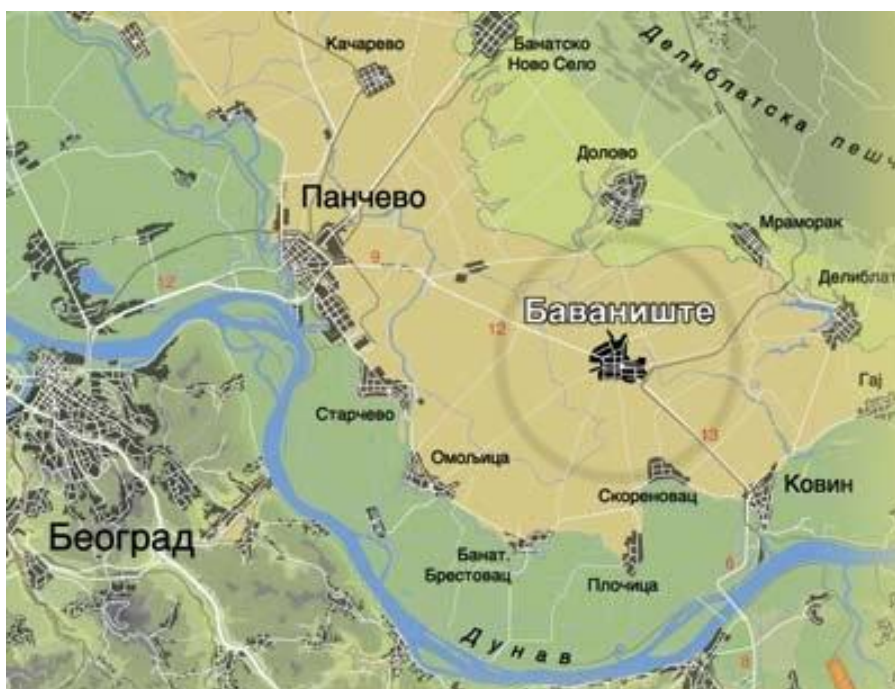 Качарево
Банатско
Ново Село
Делиблатска пешч
Долово
Панчево
Мраморак
9
12
Делиблат
12
Баваниште
Гај
Старчево
13
Омољица
Скореновац
Ковин
Београд
Банат.
Брестовац
Плочица
6
Дунав
8